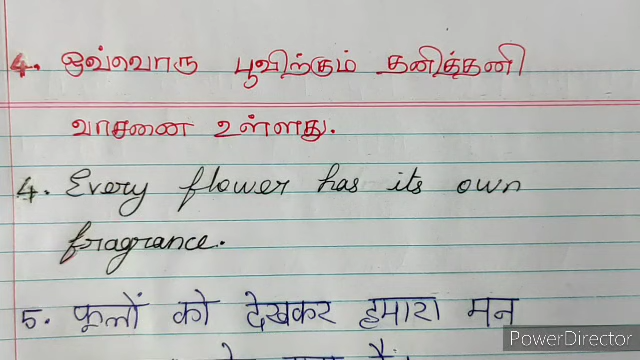 4. ஒவ்வொரு பூவிற்கும் தனித்தனி
வாசனை உள்ளது.
4. Every flower has its own
fragrance.
5. फूलों को देखकर हमारा मन
है।
PowerDirector